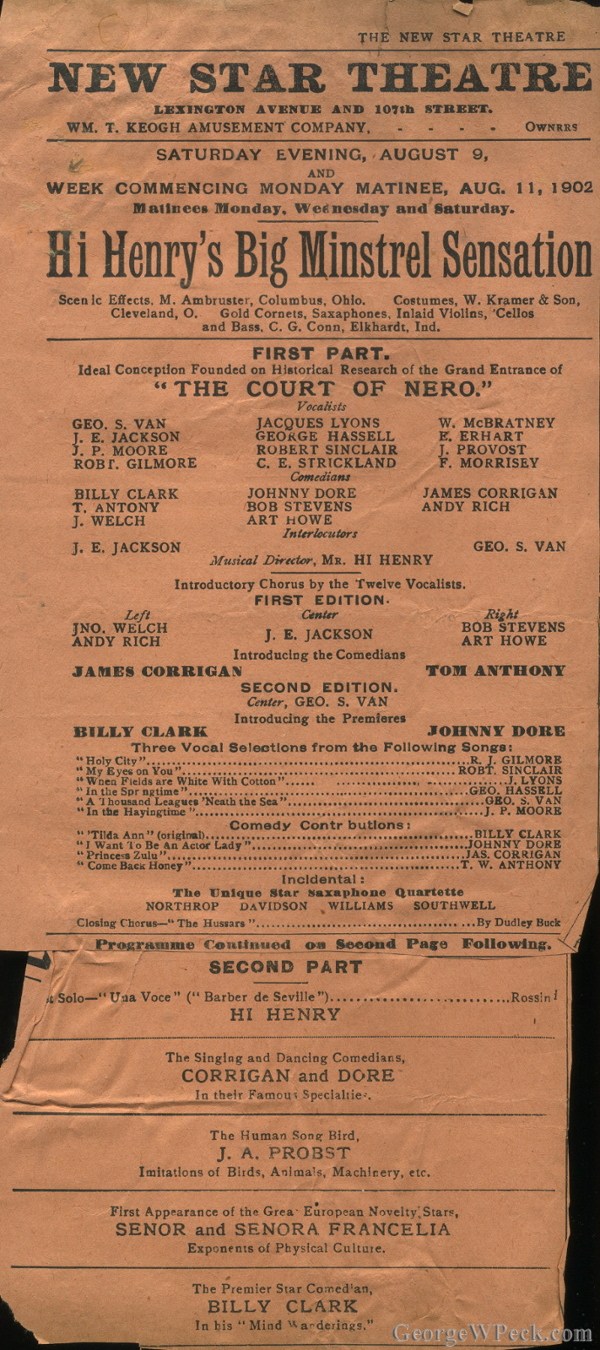 THE NEW STAR THEATRE
NEW STAR THEATRE
LEXINGTON AVENUE AND 107th STREET.
WM. T. KEOGH AMUSEMENT COMPANY, - - - - OWNRRS
SATURDAY EVENING, AUGUST 9,
AND
WEEK COMMENCING MONDAY MATINEE, AUG. 11, 1902
Matinees Monday, Wednesday and Saturday.
Hi Henry's Big Minstrel Sensation
Scenic Effects, M. Ambruster, Columbus, Ohio. Costumes, W. Kramer & Son,
Cleveland, O. Gold Cornets, Saxaphones, Inlaid Violins, 'Cellos
and Bass, C. G. Conn, Elkhardt, Ind.
FIRST PART.
Ideal Conception Founded on Historical Research of the Grand Entrance of
"THE COURT OF NERO."
Vocalists
GEO. S. VAN JACQUES LYONS W. McBRATNEY
J. E. JACKSON GEORGE HASSELL E. ERHART
J. P. MOORE ROBERT SINCLAIR J. PROVOST
ROBT. GILMORE C. E. STRICKLAND F. MORRISEY
Comedians
BILLY CLARK JOHNNY DORE JAMES CORRIGAN
T. ANTONY BOB STEVENS ANDY RICH
J. WELCH ART HOWE
Interlocutors
J. E. JACKSON GEO. S. VAN
Musical Director, MR. HI HENRY
Introductory Chorus by the Twelve Vocalists.
FIRST EDITION.
Left Center Right
JNO. WELCH J. E. JACKSON BOB STEVENS
ANDY RICH ART HOWE
Introducing the Comedians
JAMES CORRIGAN TOM ANTHONY
SECOND EDITION.
Center, GEO. S. VAN
Introducing the Premieres
BILLY CLARK JOHNNY DORE
Three Vocal Selections from the Following Songs:
"Holy City" R. J. GILMORE
"My Eyes on You" ROBT. SINCLAIR
"When Fields are White With Cotton" J. LYONS
"In the Springtime" GEO. HASSELL
"A Thousand Leagues 'Neath the Sea" GEO. S. VAN
"In the Hayingtime" J. P. MOORE
Comedy Contr butions:
"'Tilda Ann" (original) BILLY CLARK
"I Want To Be An Actor Lady" JOHNNY DORE
"Princess Zulu" JAS. CORRIGAN
"Come Back Honey" T. W. ANTHONY
Incidental:
The Unique Star Saxaphone Quartette
NORTHROP DAVIDSON WILLIAMS SOUTHWELL
Closing Chorus—"The Hussars" By Dudley Buck
Programme Continued on Second Page Following.
SECOND PART
Solo—"Una Voce" ("Barber de Seville") Rossini
HI HENRY
The Singing and Dancing Comedians,
CORRIGAN and DORE
In their Famous Specialties.
The Human Song Bird,
J. A. PROBST
Imitations of Birds, Animals, Machinery, etc.
First Appearance of the Great European Novelty Stars,
SENOR and SENORA FRANCELIA
Exponents of Physical Culture.
The Premier Star Comedian,
BILLY CLARK
In his "Mind Wanderings."
GeorgeWPeck.com